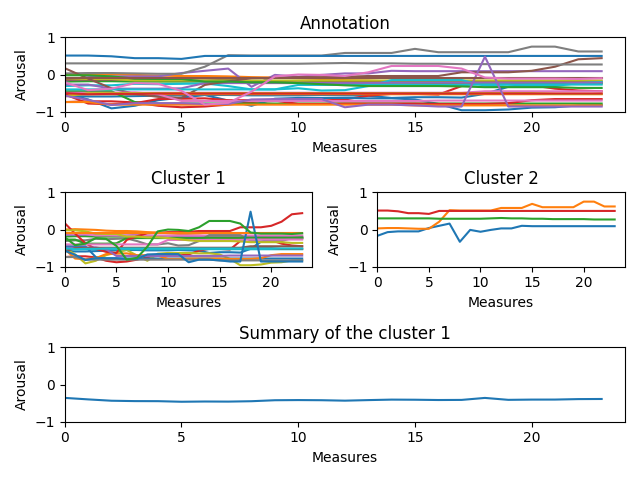 Annotation
1
0
−1
Arousal
0 5 10 15 20
Measures
Cluster 1
1
0
−1
Arousal
0 5 10 15 20
Measures
Cluster 2
1
0
−1
Arousal
0 5 10 15 20
Measures
Summary of the cluster 1
1
0
−1
Arousal
0 5 10 15 20
Measures